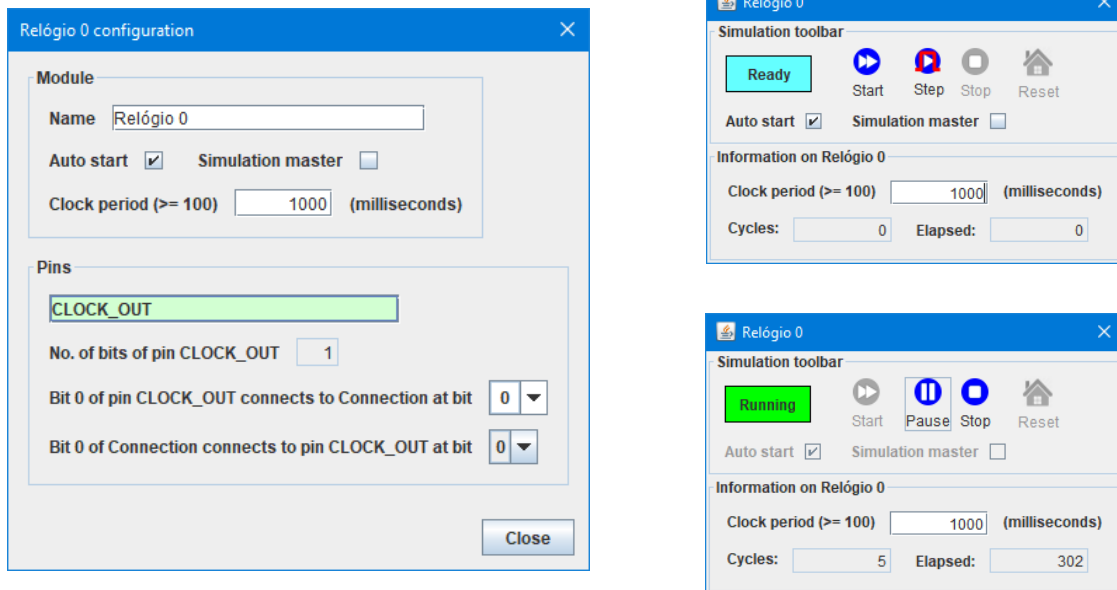 Relógio 0 configuration
Module
Name Relógio 0
Auto start Simulation master
Clock period (>= 100) 1000 (milliseconds)
Pins
CLOCK_OUT
No. of bits of pin CLOCK_OUT 1
Bit 0 of pin CLOCK_OUT connects to Connection at bit 0
Bit 0 of Connection connects to pin CLOCK_OUT at bit 0
Close
Relógio 0
Simulation toolbar
Ready
Start Step Stop Reset
Auto start Simulation master
Information on Relógio 0
Clock period (>= 100) 1000 (milliseconds)
Cycles: 0 Elapsed: 0
Relógio 0
Simulation toolbar
Running
Start Pause Stop Reset
Auto start Simulation master
Information on Relógio 0
Clock period (>= 100) 1000 (milliseconds)
Cycles: 5 Elapsed: 302